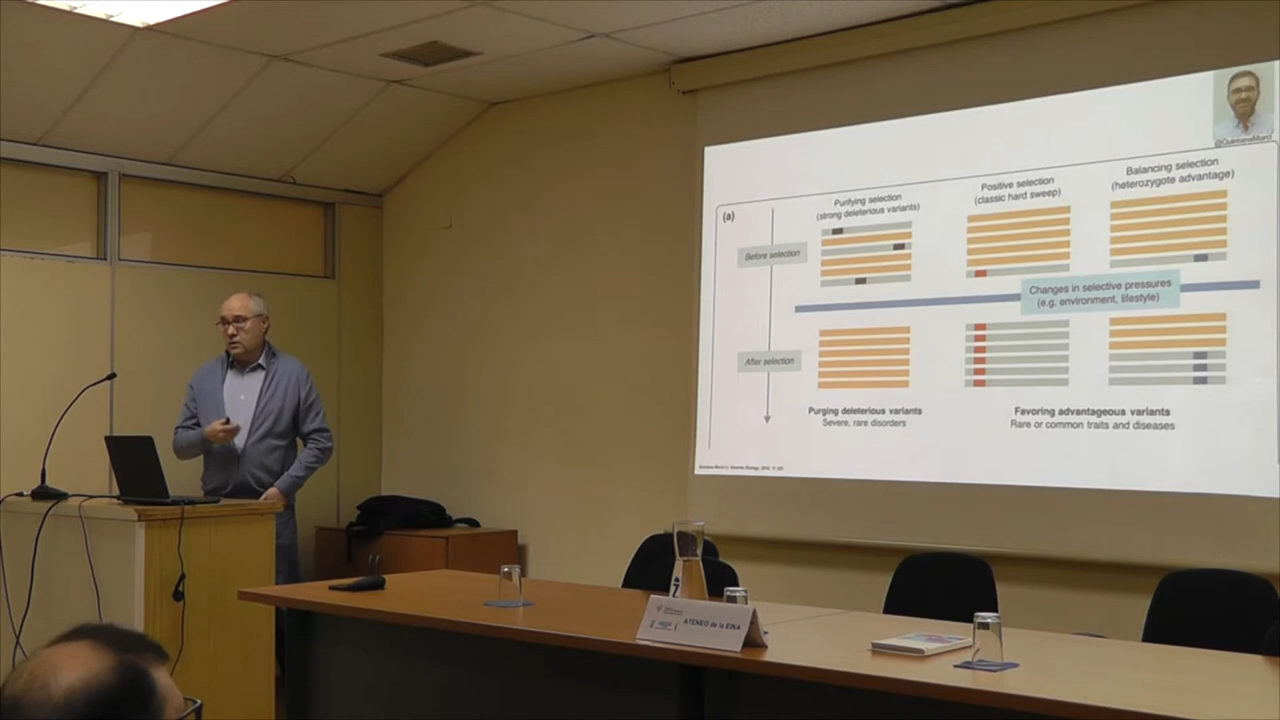 @QuintanaMurci
(a)
Purifying selection
(strong deleterious variants)
Positive selection
(classic hard sweep)
Balancing selection
(heterozygote advantage)
Before selection
Changes in selective pressures
(e.g. environment, lifestyle)
After selection
Purging deleterious variants
Severe, rare disorders
Favoring advantageous variants
Rare or common traits and diseases
ATENEO de la EINA